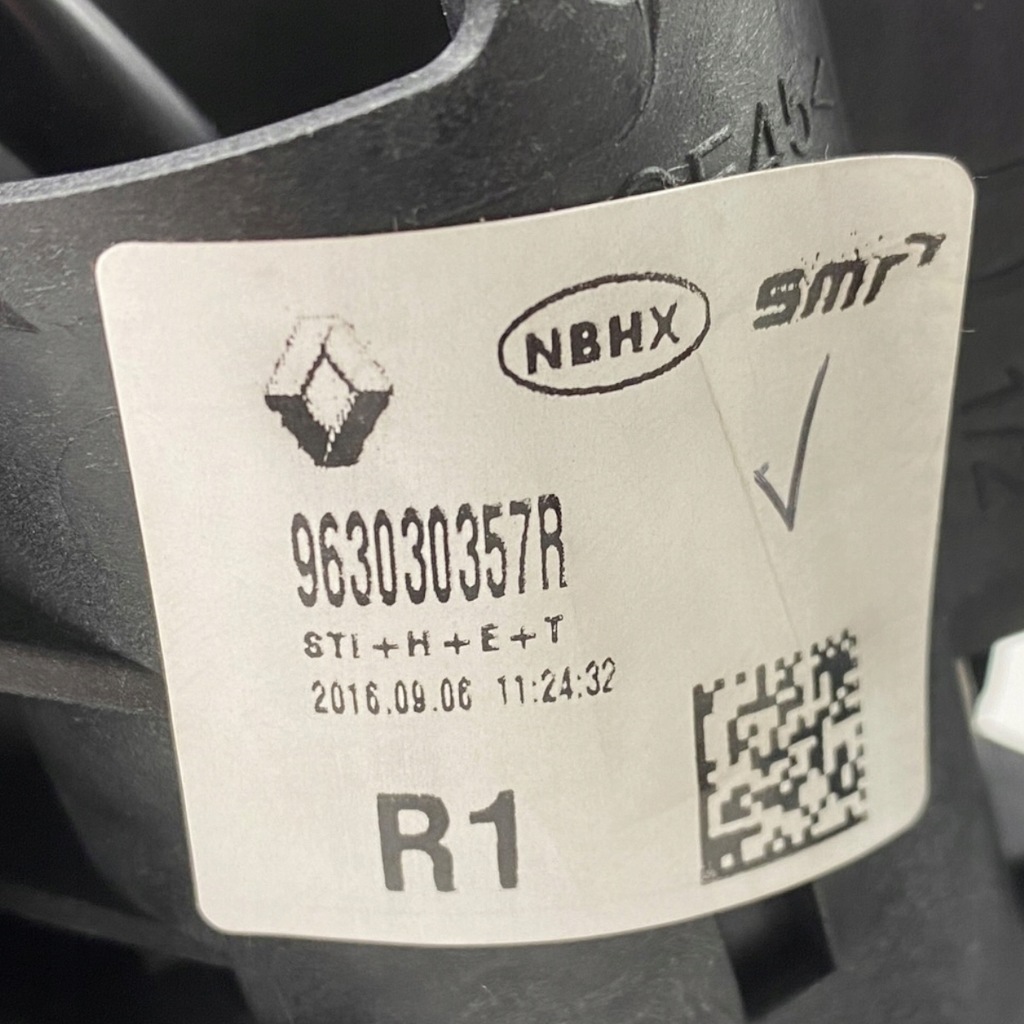 NBHX
smr
963030357R
STI+H+E+T
2016.09.06 11:24:32
R1